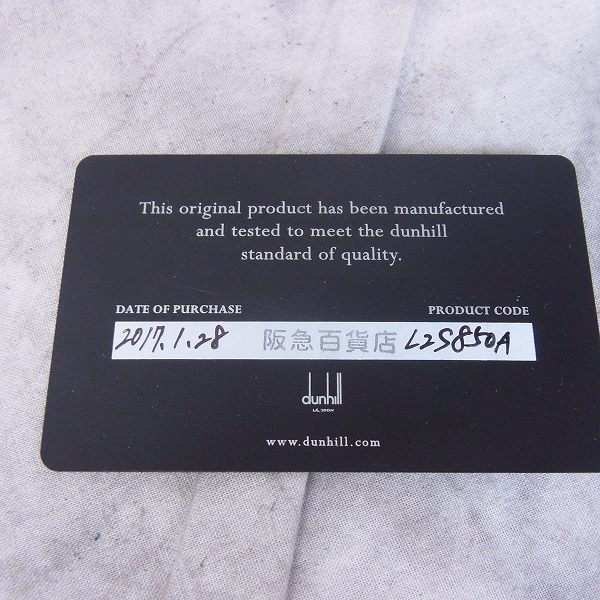 This original product has been manufactured
and tested to meet the dunhill
standard of quality.
DATE OF PURCHASE PRODUCT CODE
2017.1.28 阪急百貨店 L2S850A
dunhill
LONDON
www.dunhill.com